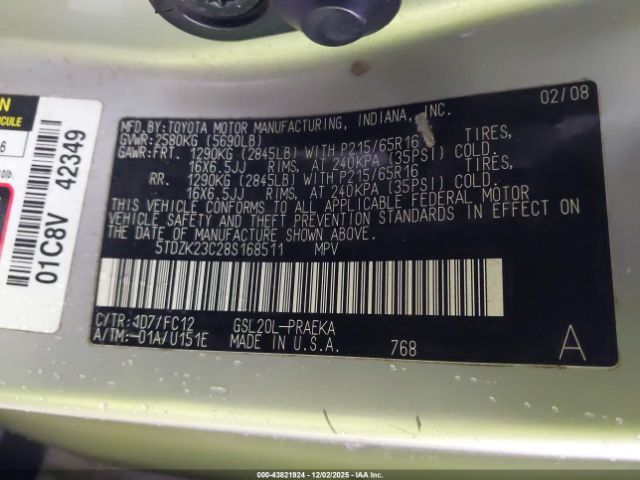 02/08
MFD.BY:TOYOTA MOTOR MANUFACTURING, INDIANA, INC.
GVWR:2580KG (5690LB)
GAWR:FRT. 1290KG (2845LB) WITH P215/65R16 TIRES,
16X6.5JJ RIMS, AT 240KPA (35PSI) COLD.
RR. 1290KG (2845LB) WITH P215/65R16 TIRES,
16X6.5JJ RIMS, AT 240KPA (35PSI) COLD.
THIS VEHICLE CONFORMS TO ALL APPLICABLE FEDERAL MOTOR
VEHICLE SAFETY AND THEFT PREVENTION STANDARDS IN EFFECT ON
THE DATE OF MANUFACTURE SHOWN ABOVE.
5TDZK23C28S168511 MPV
C/TR: 1D7/FC12 GSL20L-PRAEKA
A/TM:-01A/U151E MADE IN U.S.A. 768 A
01C8V 42349
000-43821924 • 12/02/2025 • IAAI.COM